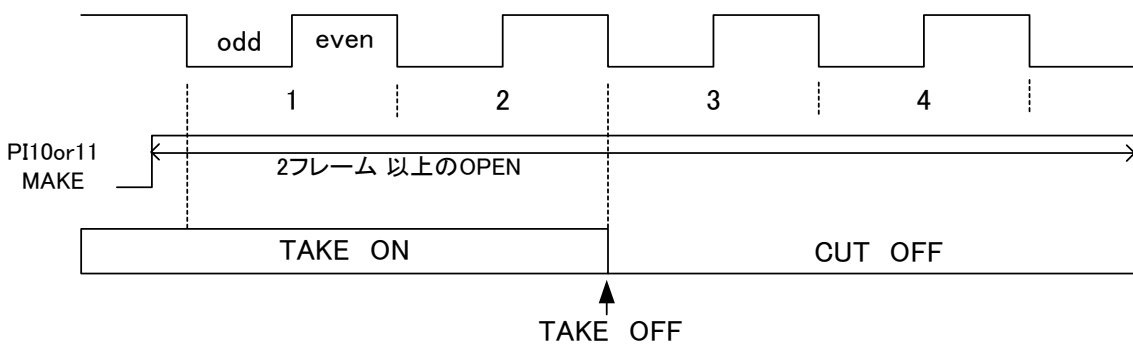 odd even
1 2 3 4
PI10or11
MAKE
2フレーム 以上のOPEN
TAKE ON CUT OFF
TAKE OFF